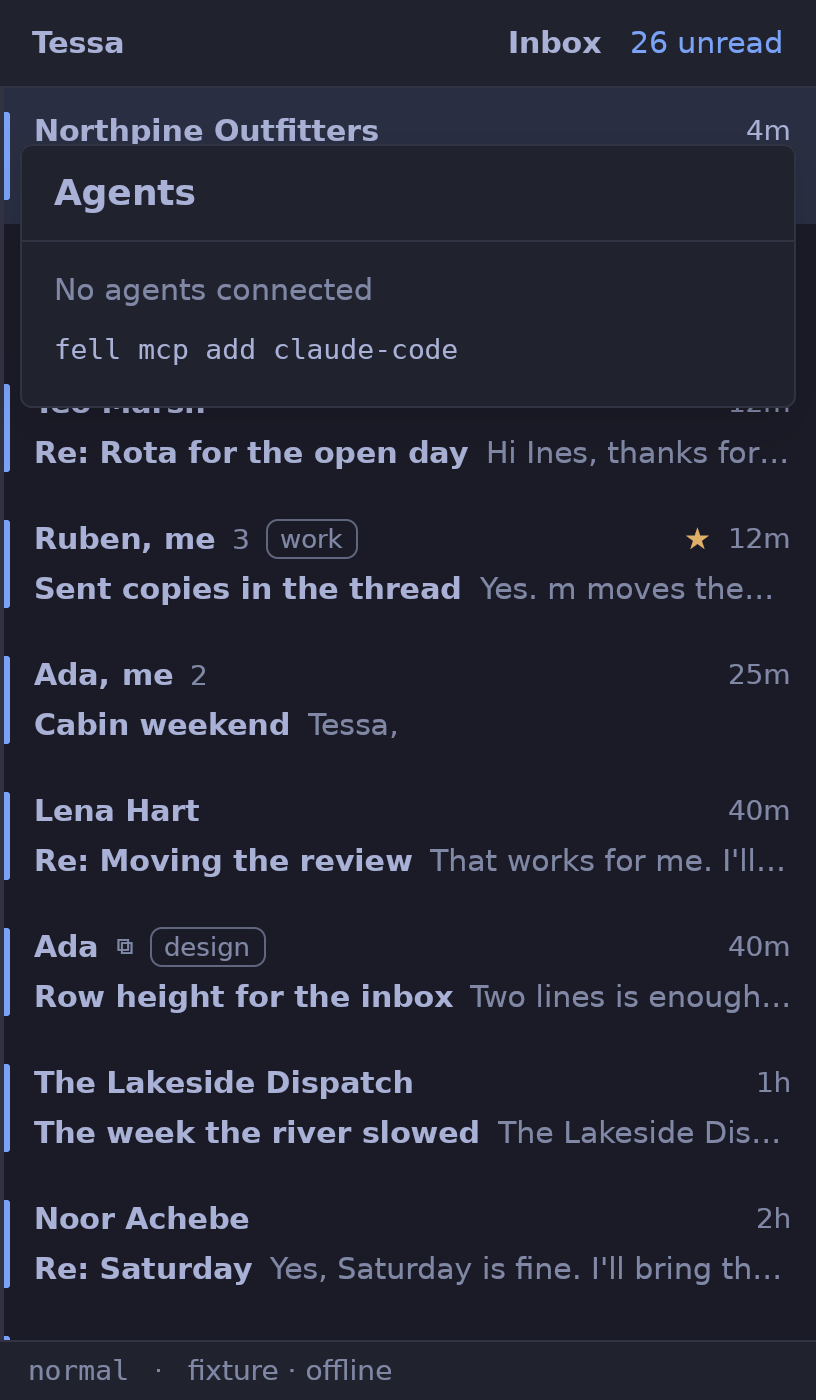 Tessa Inbox 26 unread
Northpine Outfitters 4m
Agents
No agents connected
fell mcp add claude-code
Re: Rota for the open day Hi Ines, thanks for…
Ruben, me 3 work ★ 12m
Sent copies in the thread Yes. m moves the…
Ada, me 2 25m
Cabin weekend Tessa,
Lena Hart 40m
Re: Moving the review That works for me. I'll…
Ada design 40m
Row height for the inbox Two lines is enough…
The Lakeside Dispatch 1h
The week the river slowed The Lakeside Dis…
Noor Achebe 2h
Re: Saturday Yes, Saturday is fine. I'll bring th…
normal · fixture · offline